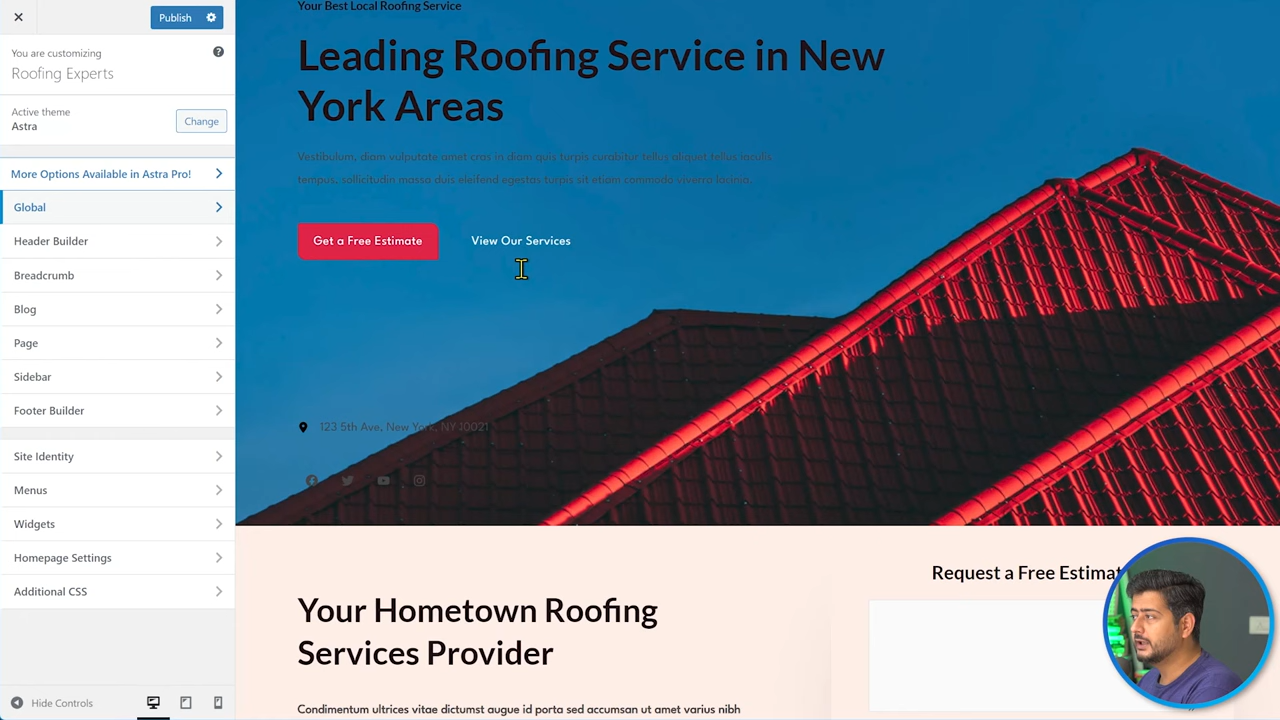 Publish
You are customizing
Roofing Experts
Active theme
Astra
Change
More Options Available in Astra Pro!
Global
Header Builder
Breadcrumb
Blog
Page
Sidebar
Footer Builder
Site Identity
Menus
Widgets
Homepage Settings
Additional CSS
Hide Controls
Your Best Local Roofing Service
Leading Roofing Service in New
York Areas
Vestibulum, diam vulputate amet cras in diam quis turpis curabitur tellus aliquet tellus iaculis
tempus, sollicitudin massa duis eleifend egestas turpis sit etiam commodo viverra lacinia.
Get a Free Estimate
View Our Services
123 5th Ave, New York, NY 10021
Your Hometown Roofing
Services Provider
Condimentum ultrices vitae dictumst augue id porta sed accumsan ut amet varius nibh
Request a Free Estimat